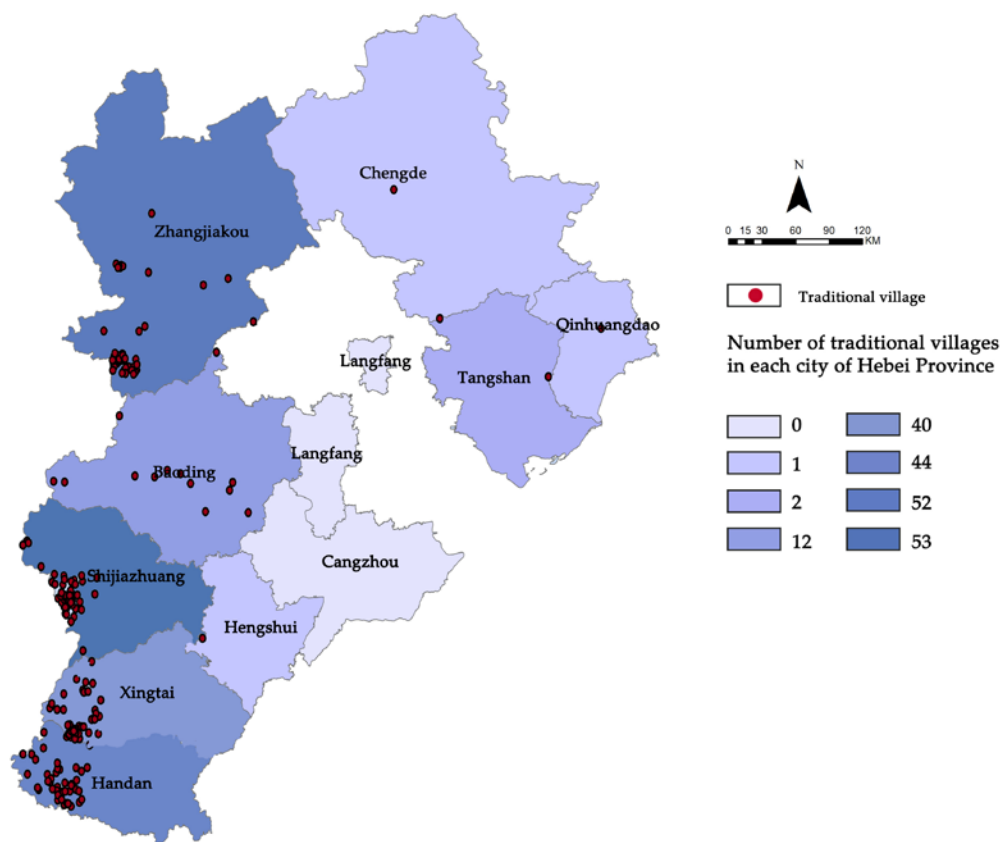 Chengde
N
Zhangjiakou
0 15 30 60 90 120
KM
Traditional village
Qinhuangdao
Langfang
Tangshan
Number of traditional villages
in each city of Hebei Province
0 40
1 44
2 52
12 53
Langfang
Baoding
Cangzhou
Shijiazhuang
Hengshui
Xingtai
Handan